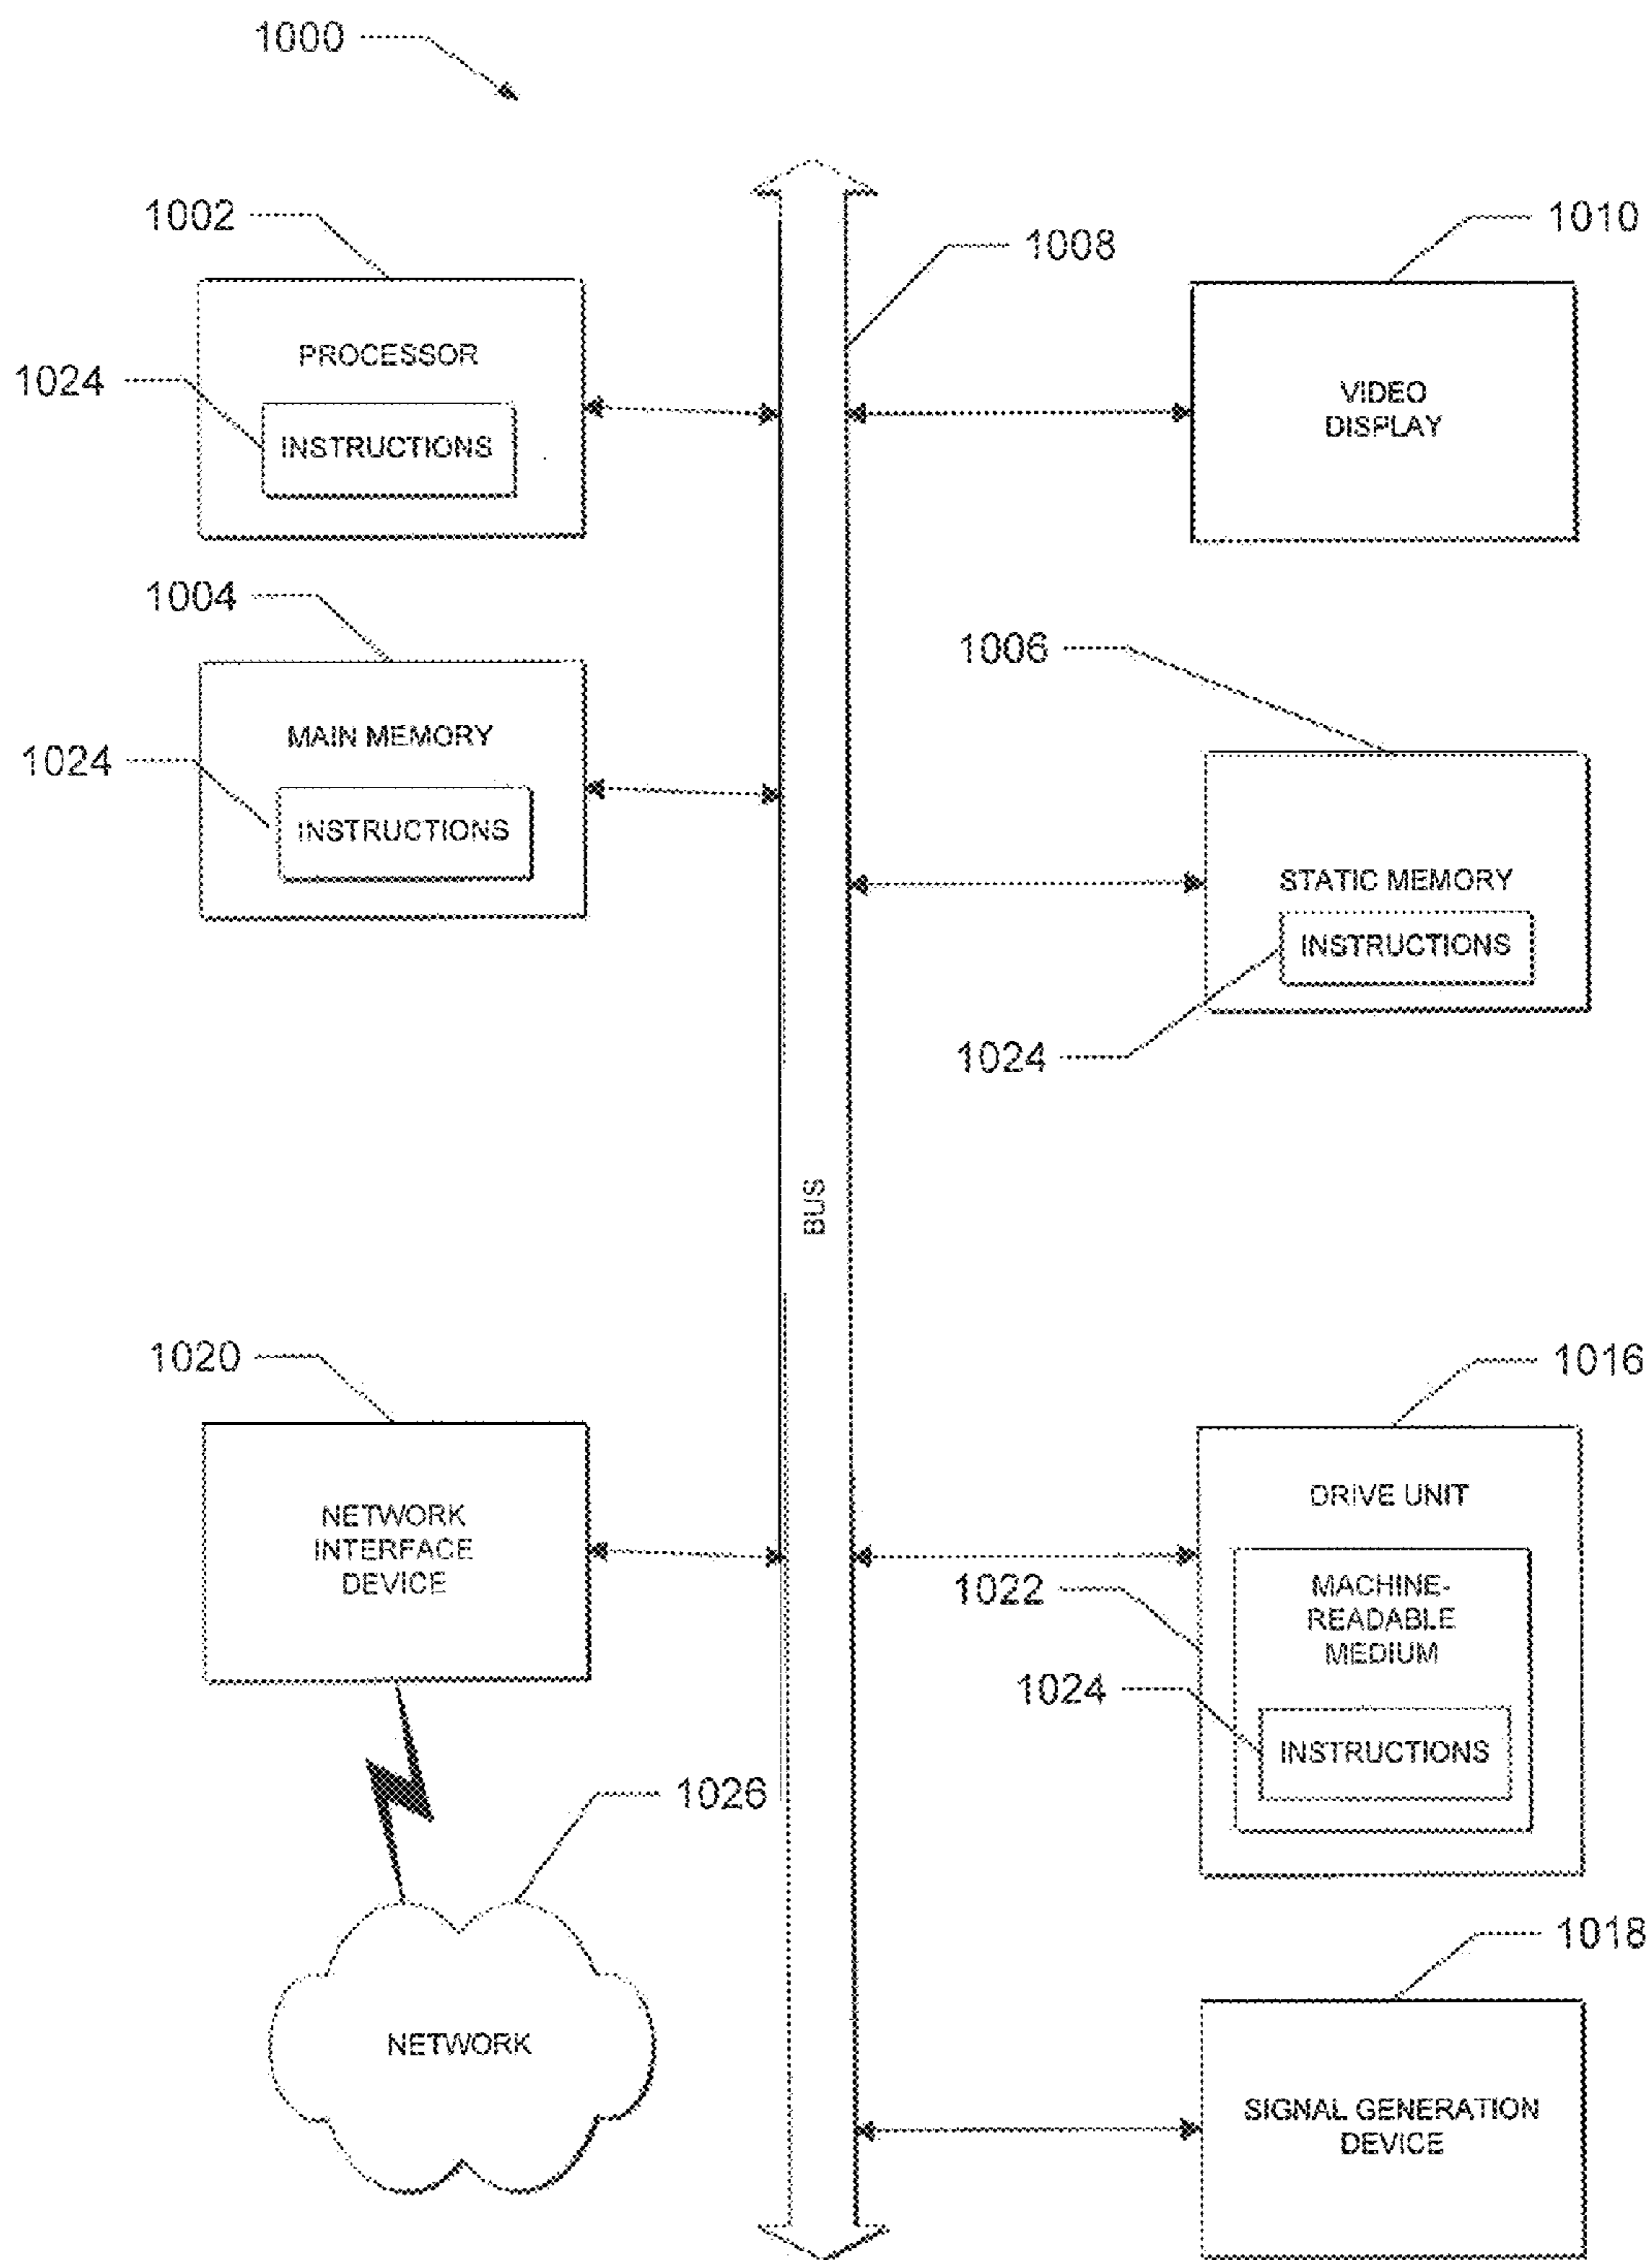 1000
1002
1008
1010
PROCESSOR
1024
INSTRUCTIONS
VIDEO
DISPLAY
1004
1006
MAIN MEMORY
1024
INSTRUCTIONS
STATIC MEMORY
INSTRUCTIONS
1024
BUS
1020
1016
NETWORK
INTERFACE
DEVICE
DRIVE UNIT
1022
MACHINE-
READABLE
MEDIUM
1024
INSTRUCTIONS
1026
NETWORK
1018
SIGNAL GENERATION
DEVICE